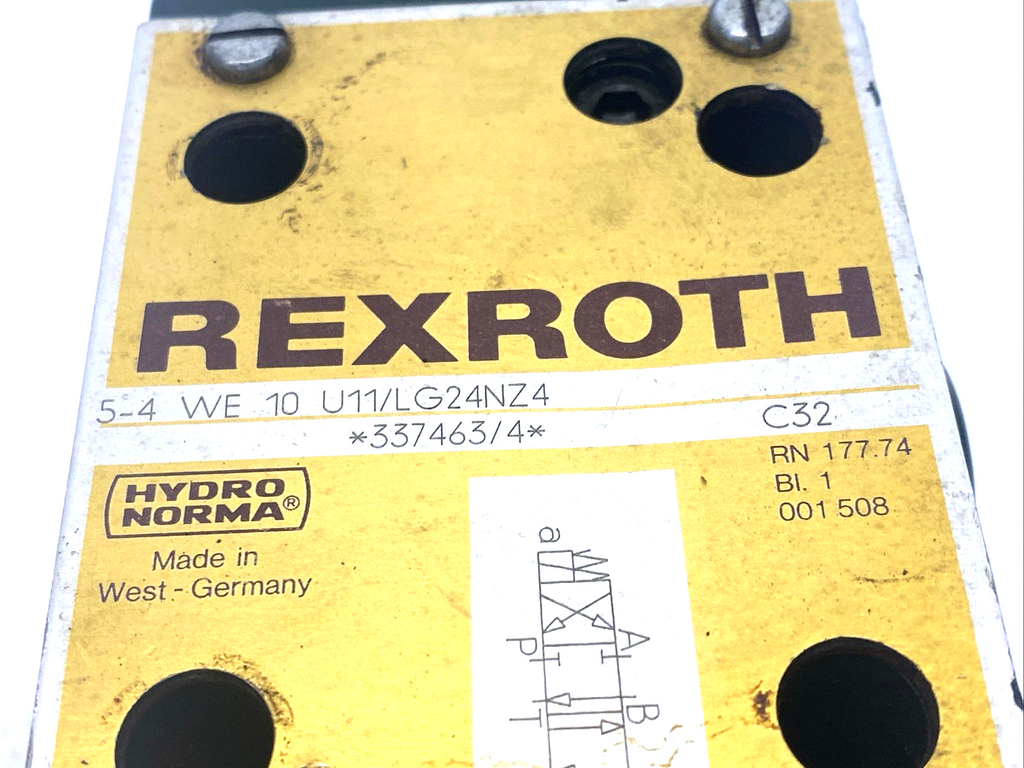 REXROTH
5-4 WE 10 U11/LG24NZ4
*337463/4*
C32
RN 177.74
Bl. 1
001 508
HYDRO
NORMA®
Made in
West-Germany
a
A
P
B
T